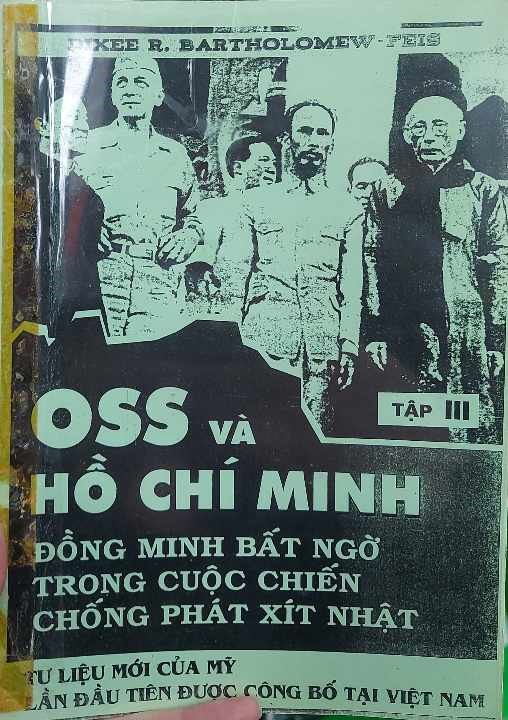 DIXEE R. BARTHOLOMEW-FEIS
TẬP III
OSS VÀ
HỒ CHÍ MINH
ĐỒNG MINH BẤT NGỜ
TRONG CUỘC CHIẾN
CHỐNG PHÁT XÍT NHẬT
TƯ LIỆU MỚI CỦA MỸ
LẦN ĐẦU TIÊN ĐƯỢC CÔNG BỐ TẠI VIỆT NAM